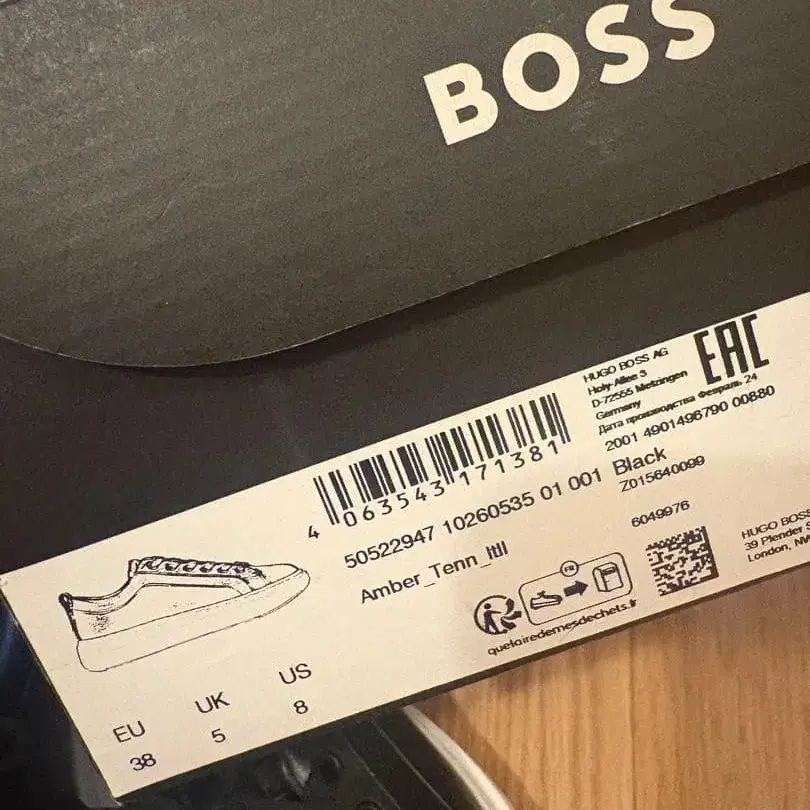 BOSS
HUGO BOSS AG
Holy-Allee 3
D-72555 Metzingen
Germany
EAC
Дата производства Февраль 24
2001 4901496790 00880
4 063543 171381
50522947 10260535 01 001 Black
Z015640099
Amber_Tenn_ltll
6049976
FR
quefairedemesdechets.fr
HUGO BOSS
39 Plender S
London, NW
EU UK US
38 5 8